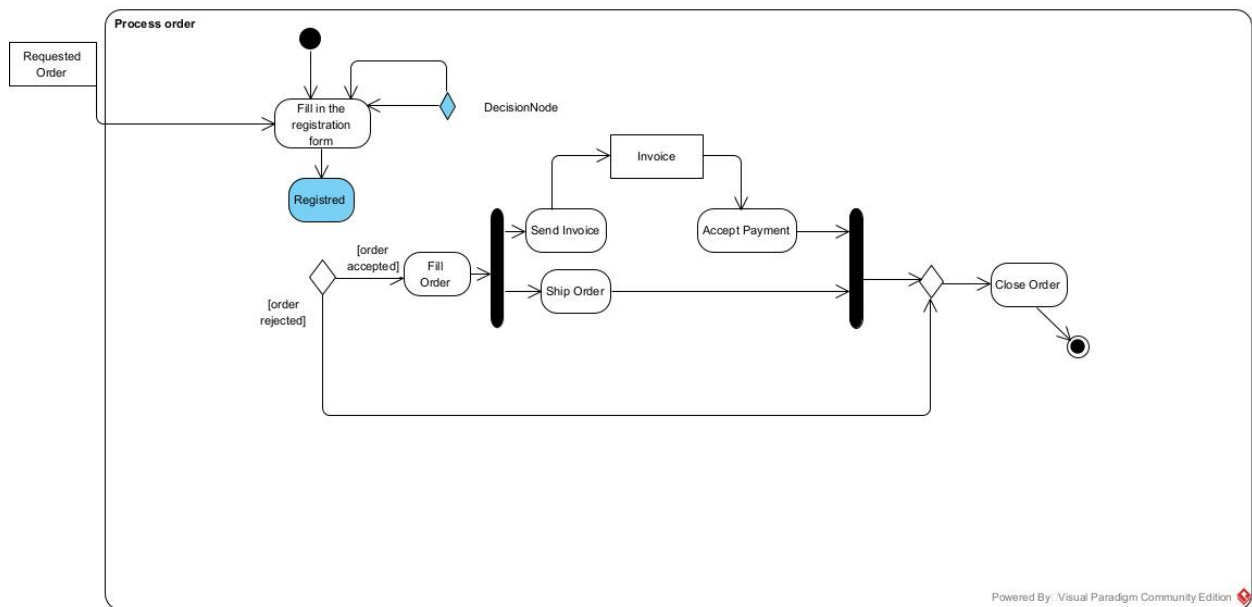 Process order
Requested
Order
Fill in the
registration
form
DecisionNode
Registred
Invoice
Send Invoice
Accept Payment
[order
accepted]
Fill
Order
Ship Order
[order
rejected]
Close Order
Powered By Visual Paradigm Community Edition